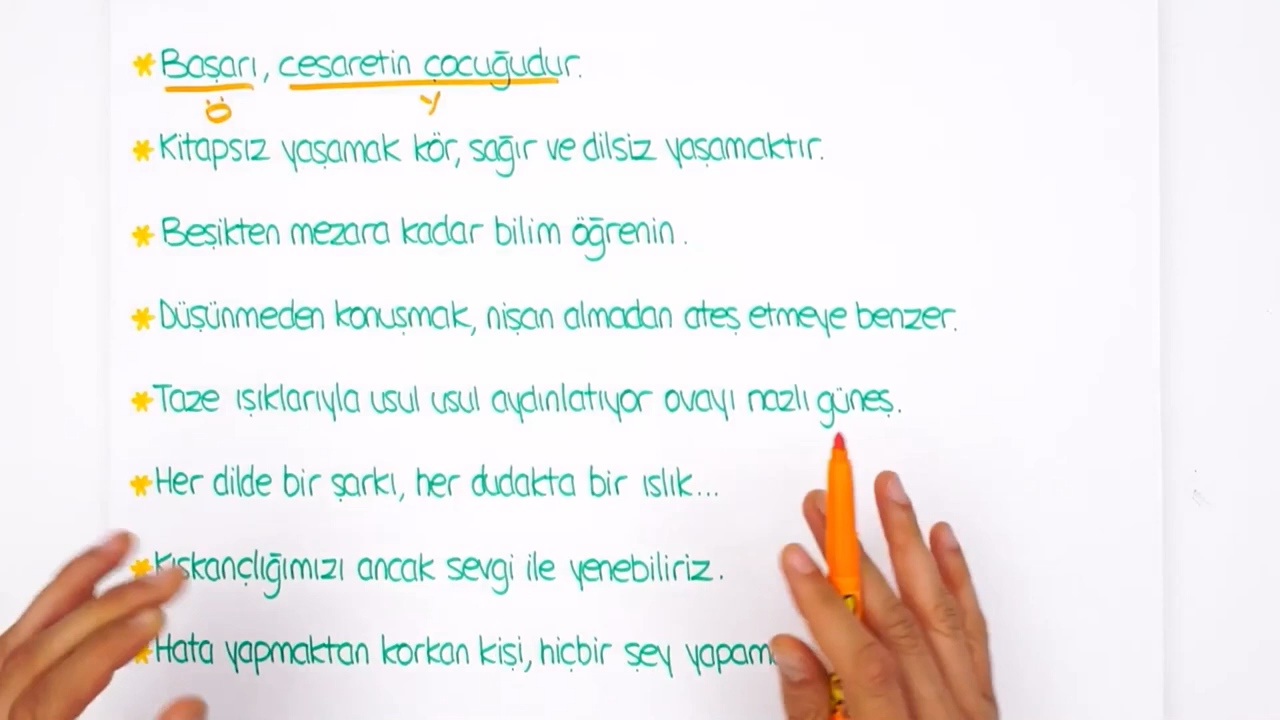 * Başarı, cesaretin çocuğudur.
Ö Y
* Kitapsız yaşamak kör, sağır ve dilsiz yaşamaktır.
* Beşikten mezara kadar bilim öğrenin.
* Düşünmeden konuşmak, nişan almadan ateş etmeye benzer.
* Taze ışıklarıyla usul usul aydınlatıyor ovayı nazlı güneş.
* Her dilde bir şarkı, her dudakta bir ıslık...
* Kıskançlığımızı ancak sevgi ile yenebiliriz.
* Hata yapmaktan korkan kişi, hiçbir şey